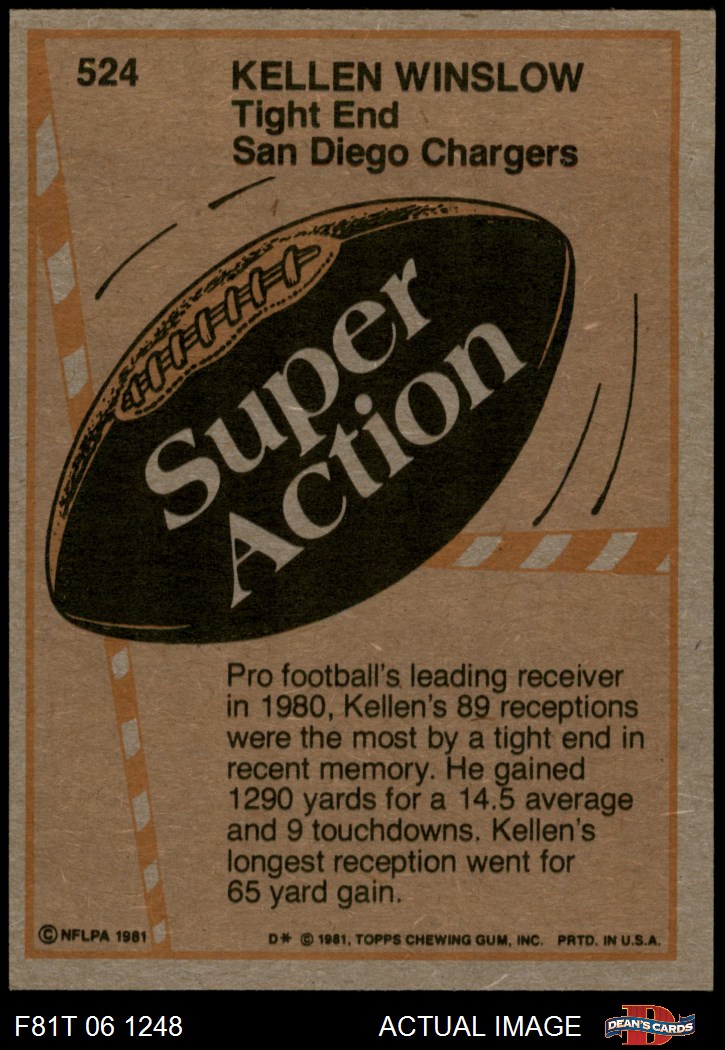 524
KELLEN WINSLOW
Tight End
San Diego Chargers
Super
Action
Pro football's leading receiver
in 1980, Kellen's 89 receptions
were the most by a tight end in
recent memory. He gained
1290 yards for a 14.5 average
and 9 touchdowns. Kellen's
longest reception went for
65 yard gain.
© NFLPA 1981
D* © 1981, TOPPS CHEWING GUM, INC. PRTD. IN U.S.A.
F81T 06 1248
ACTUAL IMAGE
D
DEAN'S CARDS